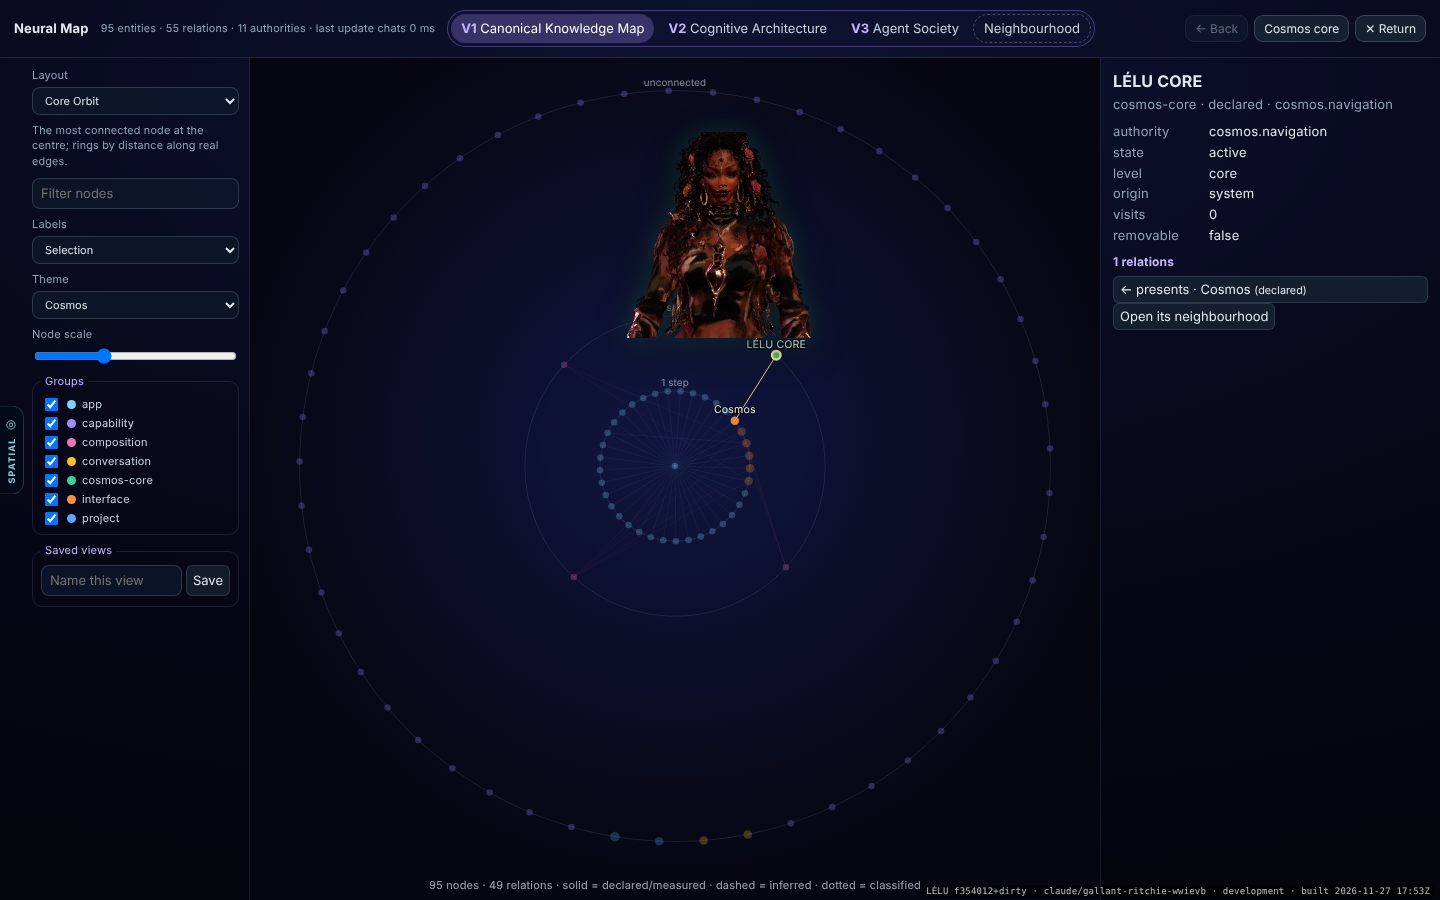 Neural Map
95 entities · 55 relations · 11 authorities · last update chats 0 ms
V1 Canonical Knowledge Map
V2 Cognitive Architecture
V3 Agent Society
Neighbourhood
← Back
Cosmos core
✕ Return
Layout
Core Orbit
The most connected node at the
centre; rings by distance along real
edges.
Filter nodes
Labels
Selection
Theme
Cosmos
Node scale
Groups
app
capability
composition
conversation
cosmos-core
interface
project
Saved views
Name this view
Save
SPATIAL
unconnected
LÉLU CORE
1 step
Cosmos
95 nodes · 49 relations · solid = declared/measured · dashed = inferred · dotted = classified
LÉLU CORE
cosmos-core · declared · cosmos.navigation
authority cosmos.navigation
state active
level core
origin system
visits 0
removable false
1 relations
← presents · Cosmos (declared)
Open its neighbourhood
LÉLU f354012+dirty · claude/gallant-ritchie-wwievb · development · built 2026-11-27 17:53Z